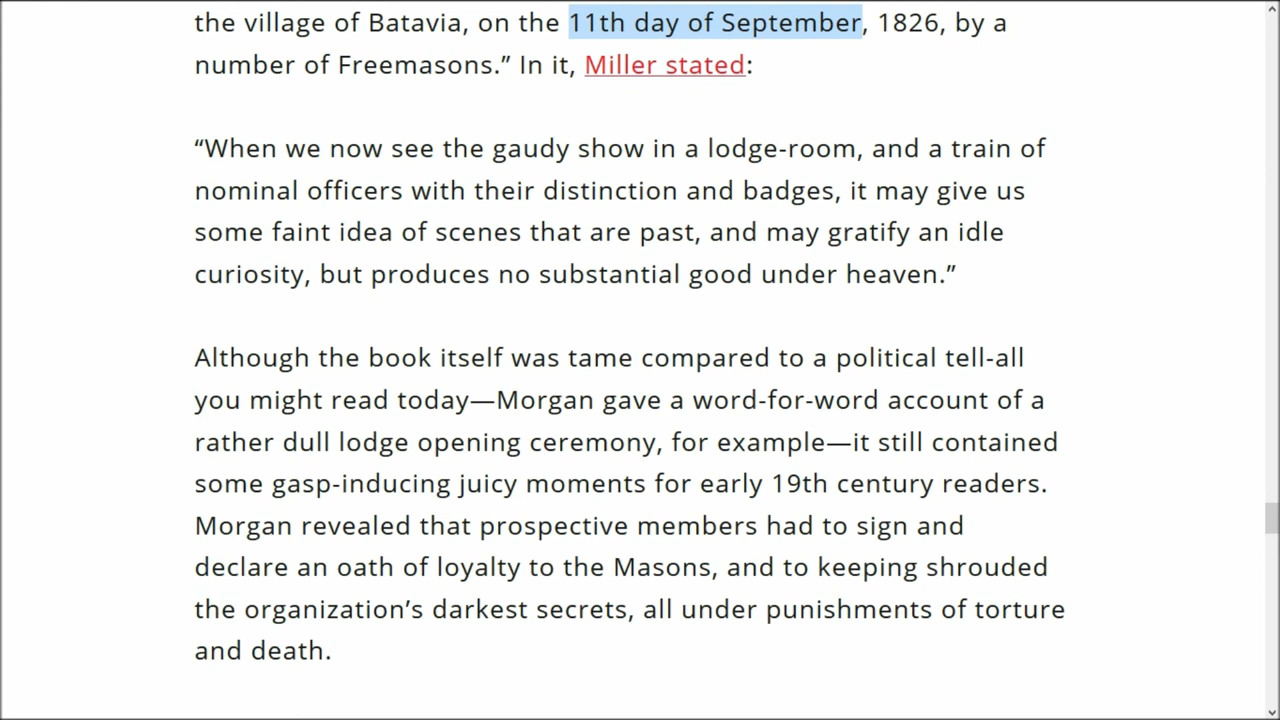 the village of Batavia, on the 11th day of September, 1826, by a
number of Freemasons.” In it, Miller stated:
“When we now see the gaudy show in a lodge-room, and a train of
nominal officers with their distinction and badges, it may give us
some faint idea of scenes that are past, and may gratify an idle
curiosity, but produces no substantial good under heaven.”
Although the book itself was tame compared to a political tell-all
you might read today—Morgan gave a word-for-word account of a
rather dull lodge opening ceremony, for example—it still contained
some gasp-inducing juicy moments for early 19th century readers.
Morgan revealed that prospective members had to sign and
declare an oath of loyalty to the Masons, and to keeping shrouded
the organization’s darkest secrets, all under punishments of torture
and death.